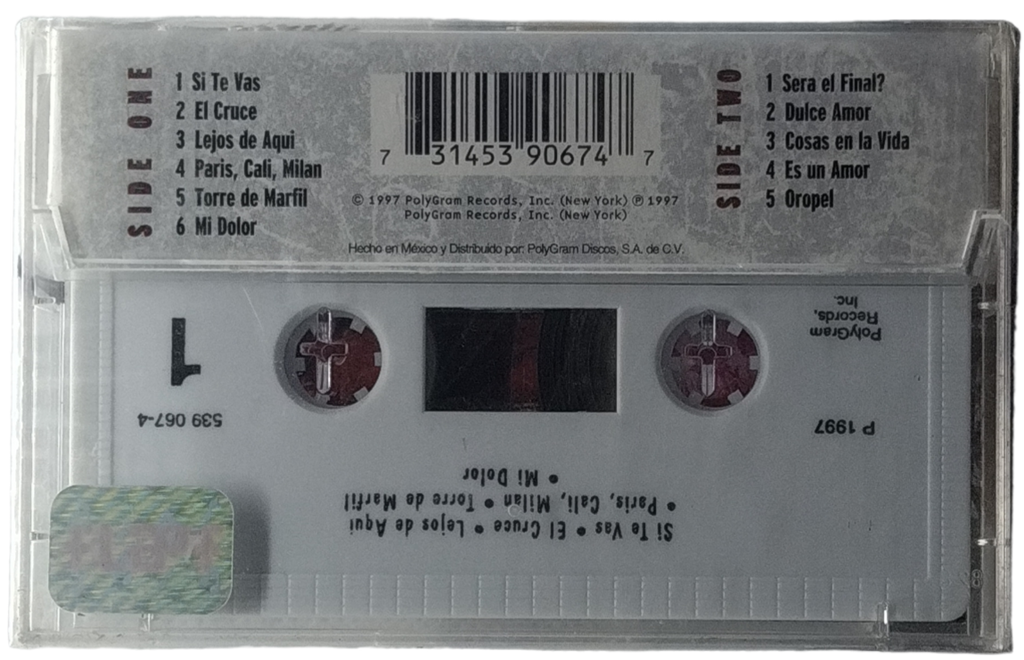 SIDE ONE
1 Si Te Vas
2 El Cruce
3 Lejos de Aqui
4 Paris, Cali, Milan
5 Torre de Marfil
6 Mi Dolor
7 31453 90674 7
© 1997 PolyGram Records, Inc. (New York) ℗ 1997
PolyGram Records, Inc. (New York)
Hecho en México y Distribuido por: PolyGram Discos, S.A. de C.V.
SIDE TWO
1 Sera el Final?
2 Dulce Amor
3 Cosas en la Vida
4 Es un Amor
5 Oropel
Si Te Vas • El Cruce • Lejos de Aqui
• Paris, Cali, Milan • Torre de Marfil
• Mi Dolor
P 1997
539 067-4
1
PolyGram
Records,
Inc.